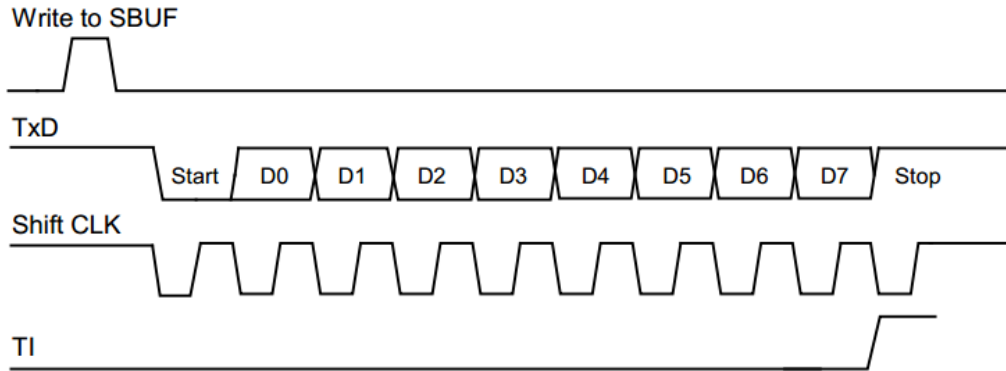 Write to SBUF
TxD
Start D0 D1 D2 D3 D4 D5 D6 D7 Stop
Shift CLK
TI